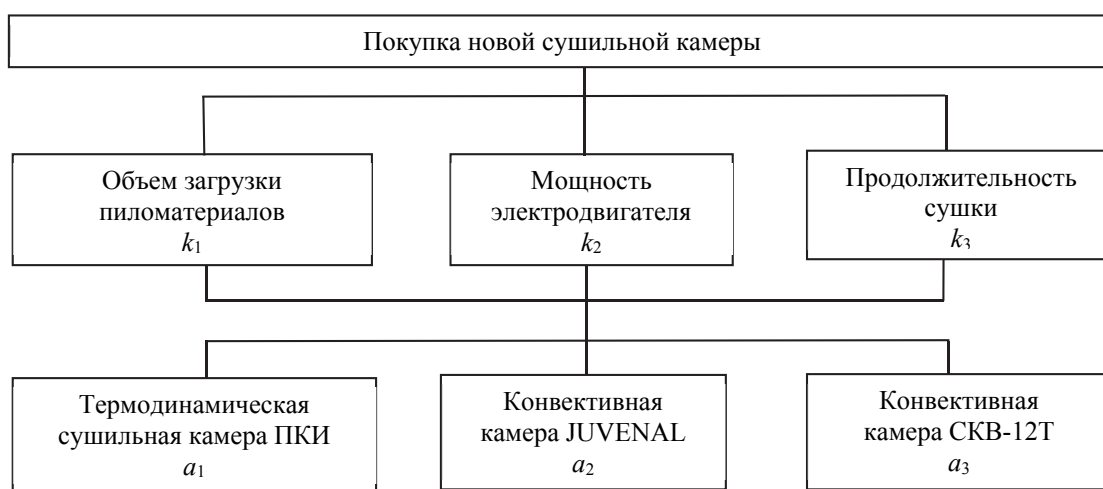 Покупка новой сушильной камеры
Объем загрузки
пиломатериалов
k₁
Мощность
электродвигателя
k₂
Продолжительность
сушки
k₃
Термодинамическая
сушильная камера ПКИ
a₁
Конвективная
камера JUVENAL
a₂
Конвективная
камера СКВ-12Т
a₃